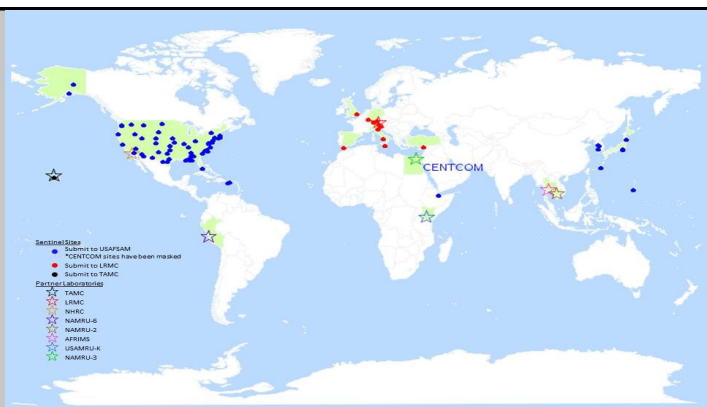 CENTCOM
Sentinel Sites
Submit to USAFSAM
*CENTCOM sites have been masked
Submit to LRMC
Submit to TAMC
Partner Laboratories
TAMC
LRMC
NHRC
NAMRU-6
NAMRU-2
AFRIMS
USAMRU-K
NAMRU-3